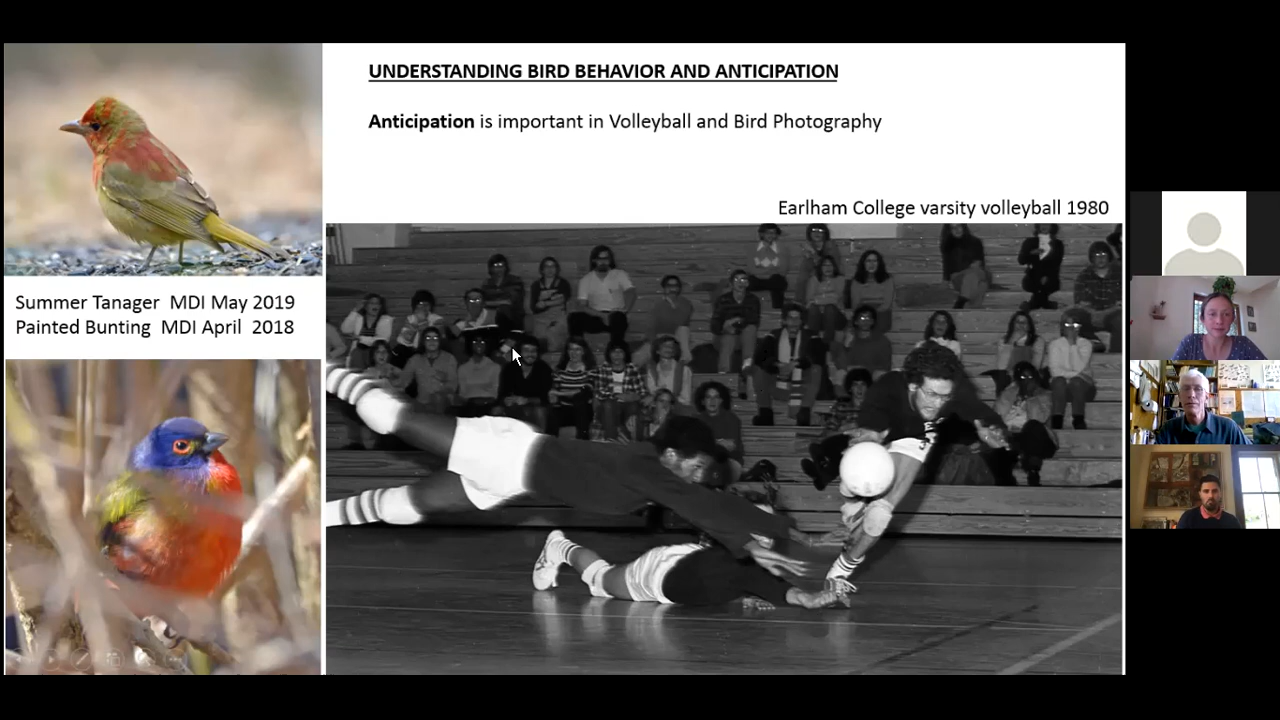 UNDERSTANDING BIRD BEHAVIOR AND ANTICIPATION
Anticipation is important in Volleyball and Bird Photography
Earlham College varsity volleyball 1980
Summer Tanager MDI May 2019
Painted Bunting MDI April 2018